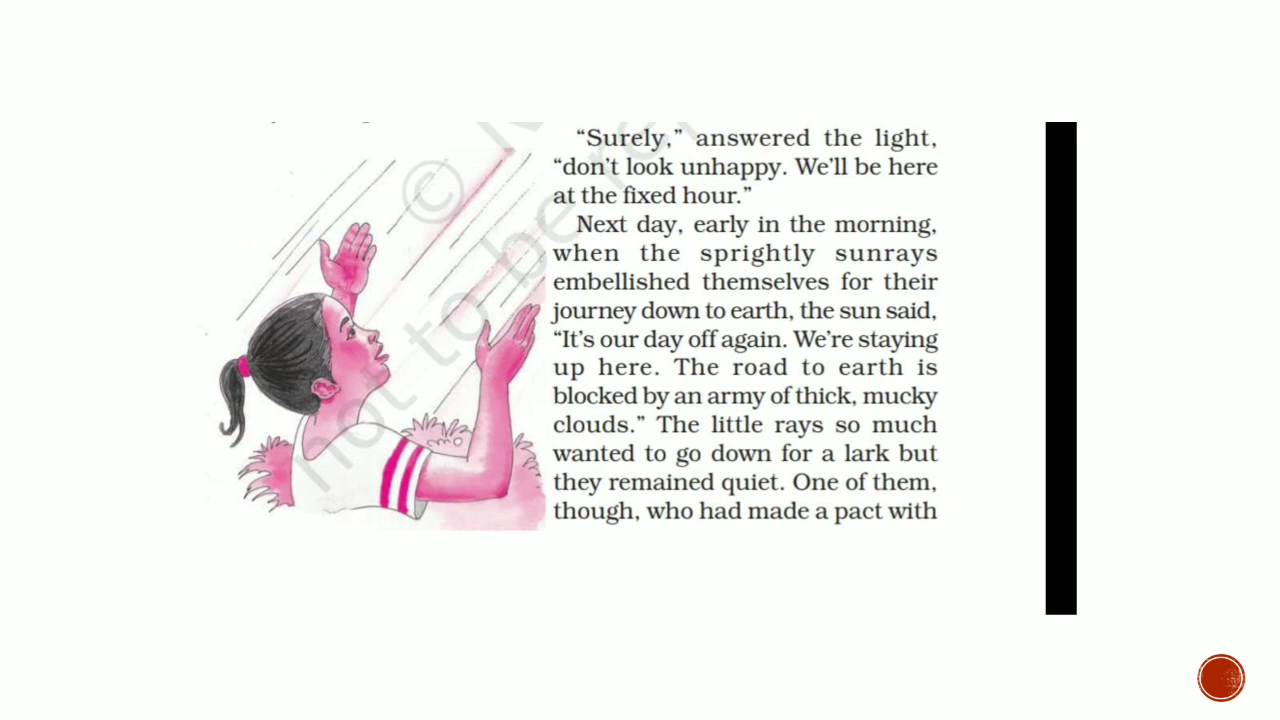 “Surely,” answered the light,
“don’t look unhappy. We’ll be here
at the fixed hour.”
Next day, early in the morning,
when the sprightly sunrays
embellished themselves for their
journey down to earth, the sun said,
“It’s our day off again. We’re staying
up here. The road to earth is
blocked by an army of thick, mucky
clouds.” The little rays so much
wanted to go down for a lark but
they remained quiet. One of them,
though, who had made a pact with
not to be re